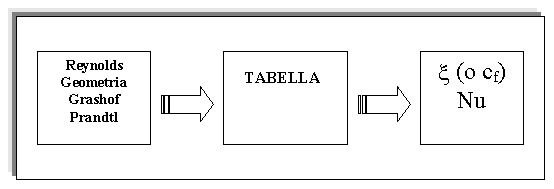 Reynolds
Geometria
Grashof
Prandtl
TABELLA
ξ (o cf)
Nu